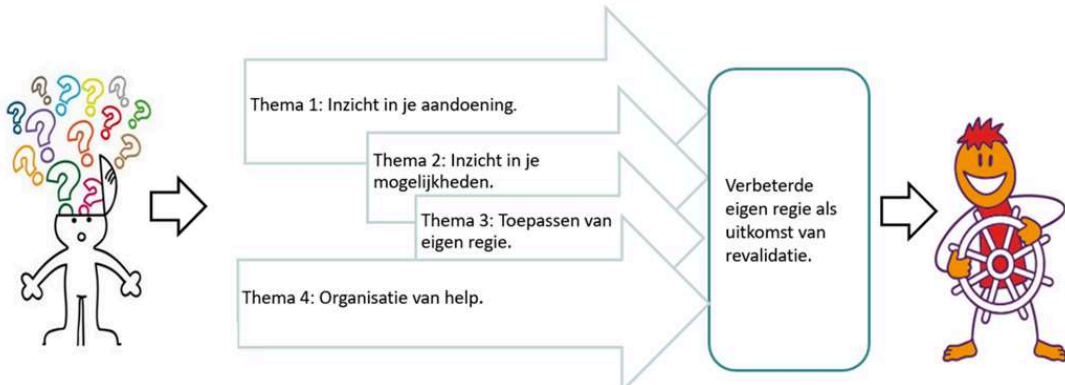 Thema 1: Inzicht in je aandoening.
Thema 2: Inzicht in je
mogelijkheden.
Thema 3: Toepassen van
eigen regie.
Thema 4: Organisatie van help.
Verbeterde
eigen regie als
uitkomst van
revalidatie.